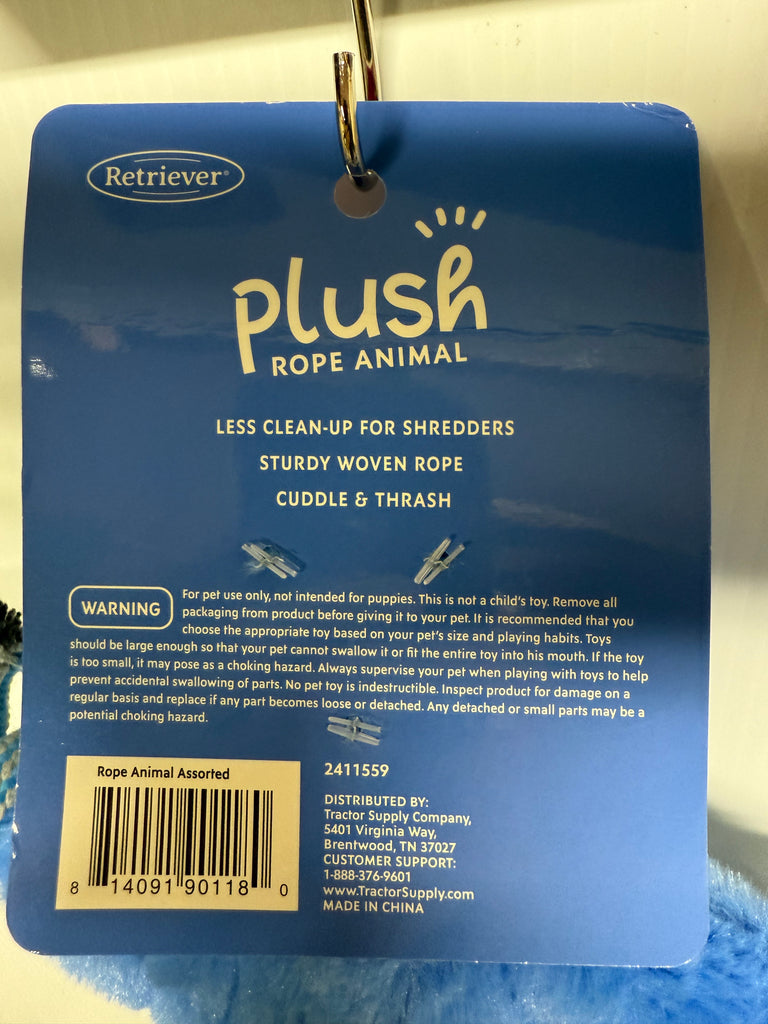 Retriever®
plush
ROPE ANIMAL
LESS CLEAN-UP FOR SHREDDERS
STURDY WOVEN ROPE
CUDDLE & THRASH
WARNING
For pet use only, not intended for puppies. This is not a child's toy. Remove all
packaging from product before giving it to your pet. It is recommended that you
choose the appropriate toy based on your pet's size and playing habits. Toys
should be large enough so that your pet cannot swallow it or fit the entire toy into his mouth. If the toy
is too small, it may pose as a choking hazard. Always supervise your pet when playing with toys to help
prevent accidental swallowing of parts. No pet toy is indestructible. Inspect product for damage on a
regular basis and replace if any part becomes loose or detached. Any detached or small parts may be a
potential choking hazard.
Rope Animal Assorted
8 14091 90118 0
2411559
DISTRIBUTED BY:
Tractor Supply Company,
5401 Virginia Way,
Brentwood, TN 37027
CUSTOMER SUPPORT:
1-888-376-9601
www.TractorSupply.com
MADE IN CHINA